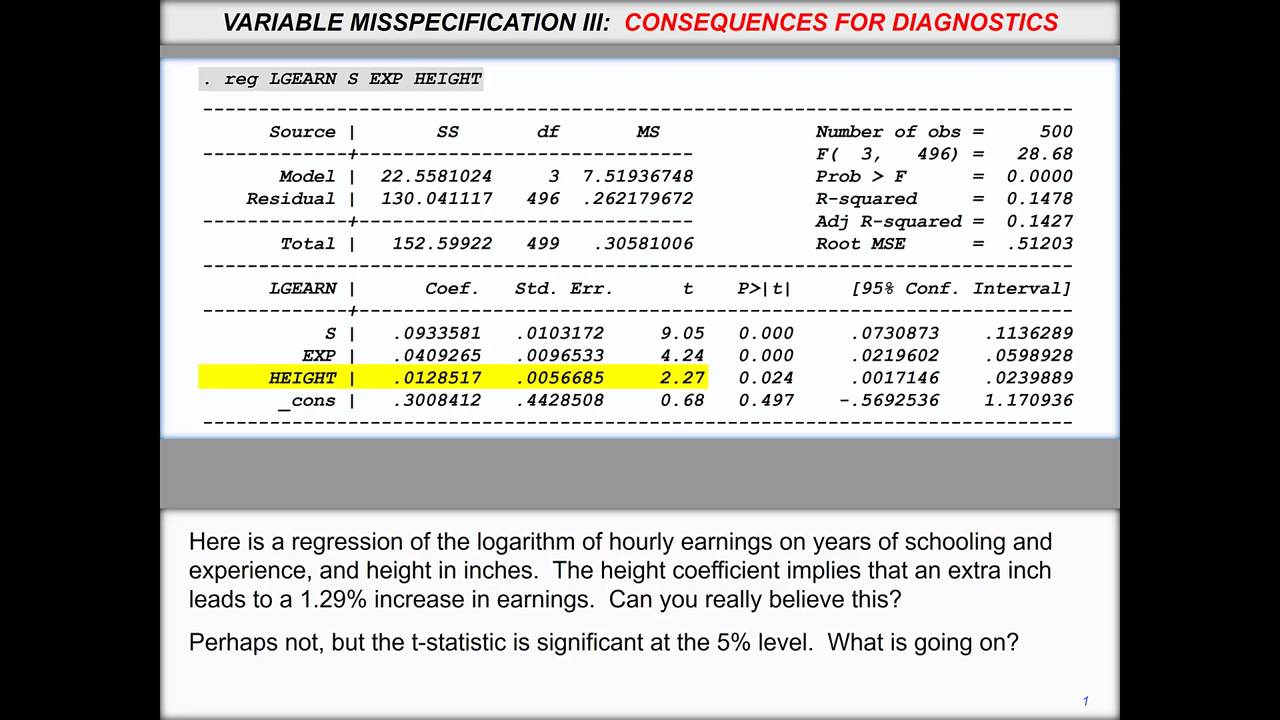 VARIABLE MISSPECIFICATION III: CONSEQUENCES FOR DIAGNOSTICS
. reg LGEARN S EXP HEIGHT
------------------------------------------------------------------------------
Source | SS df MS Number of obs = 500
-------------+------------------------------ F( 3, 496) = 28.68
Model | 22.5581024 3 7.51936748 Prob > F = 0.0000
Residual | 130.041117 496 .262179672 R-squared = 0.1478
-------------+------------------------------ Adj R-squared = 0.1427
Total | 152.59922 499 .30581006 Root MSE = .51203
------------------------------------------------------------------------------
LGEARN | Coef. Std. Err. t P>|t| [95% Conf. Interval]
-------------+----------------------------------------------------------------
S | .0933581 .0103172 9.05 0.000 .0730873 .1136289
EXP | .0409265 .0096533 4.24 0.000 .0219602 .0598928
HEIGHT | .0128517 .0056685 2.27 0.024 .0017146 .0239889
_cons | .3008412 .4428508 0.68 0.497 -.5692536 1.170936
------------------------------------------------------------------------------
Here is a regression of the logarithm of hourly earnings on years of schooling and
experience, and height in inches. The height coefficient implies that an extra inch
leads to a 1.29% increase in earnings. Can you really believe this?
Perhaps not, but the t-statistic is significant at the 5% level. What is going on?
1